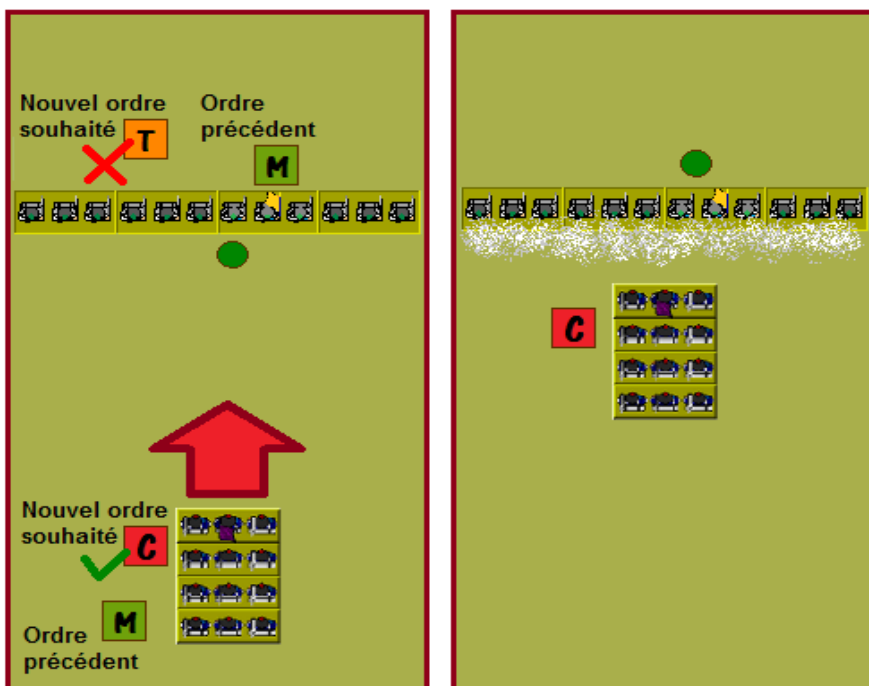 Nouvel ordre
souhaité T
Ordre
précédent
M
Nouvel ordre
souhaité C
M
Ordre
précédent
C